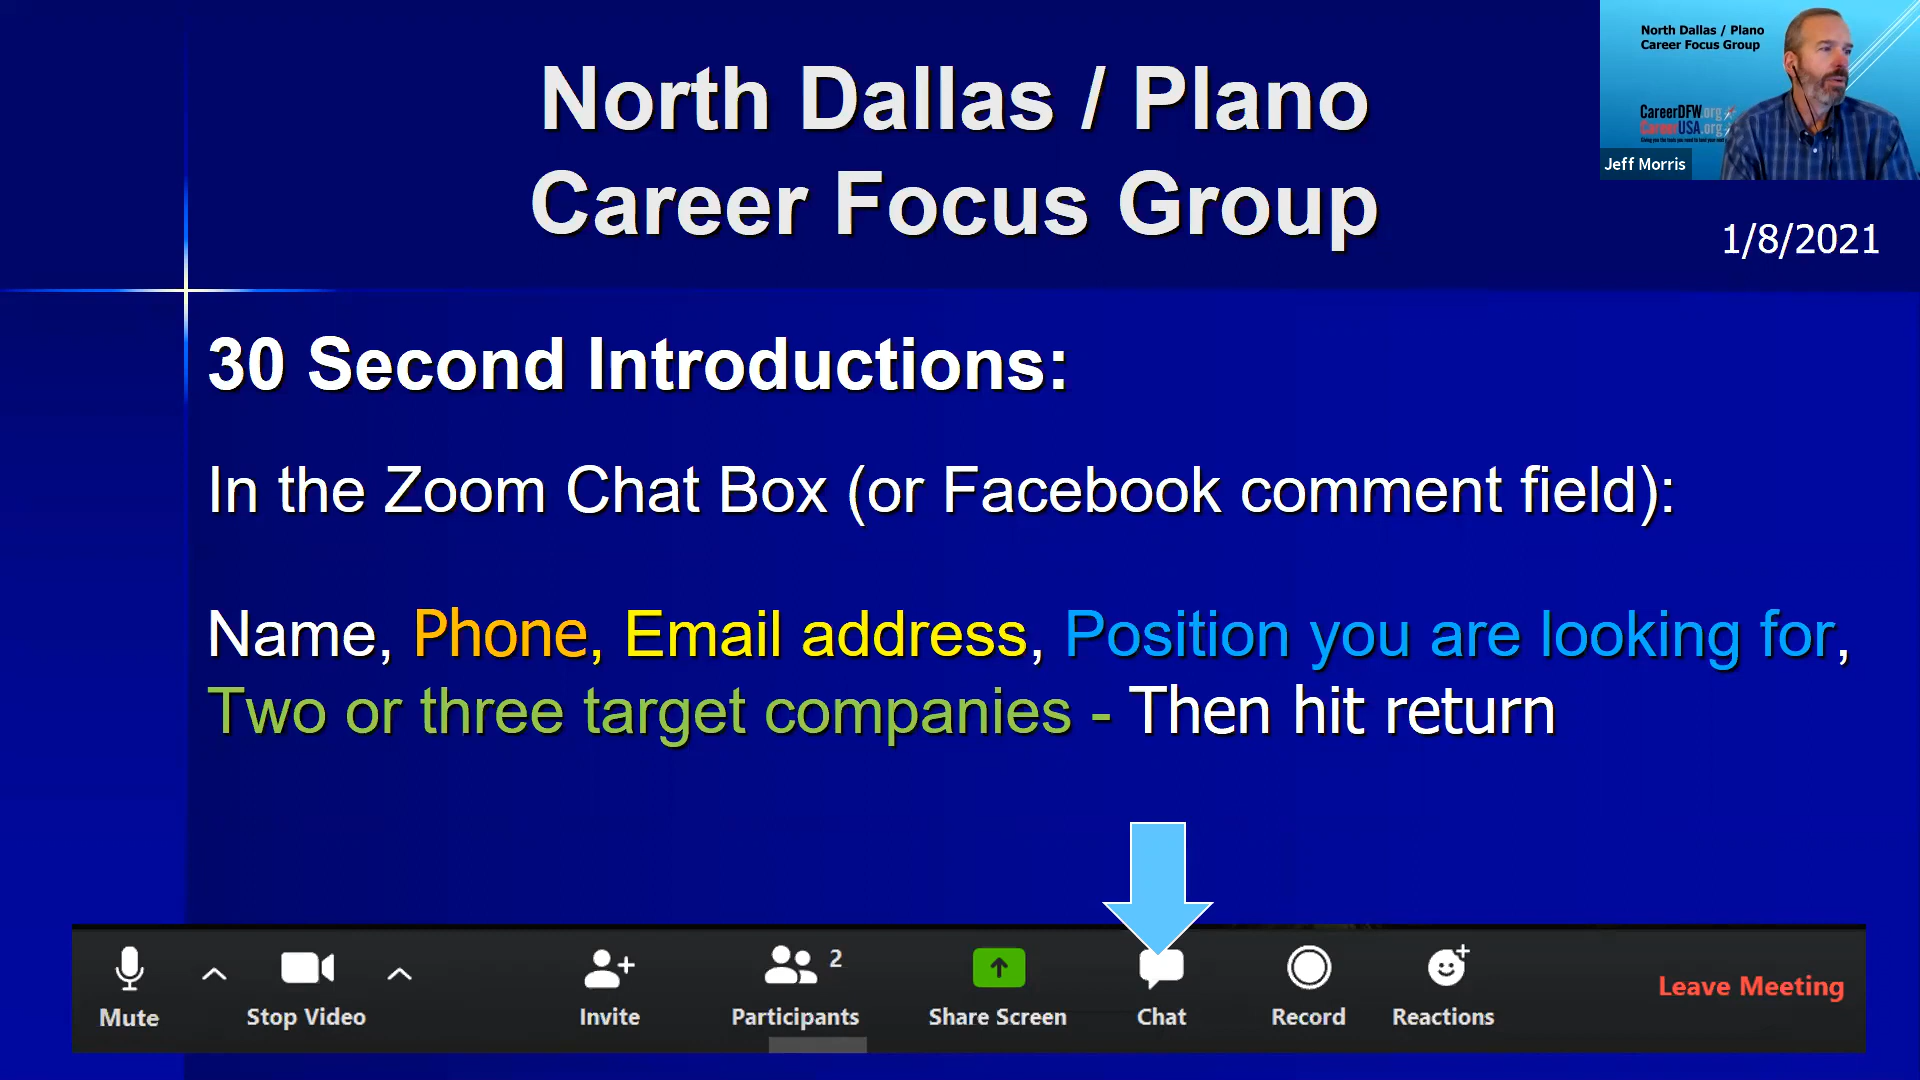 North Dallas / Plano
Career Focus Group
North Dallas / Plano
Career Focus Group
CareerDFW.org
CareerUSA.org
Jeff Morris
1/8/2021
30 Second Introductions:
In the Zoom Chat Box (or Facebook comment field):
Name, Phone, Email address, Position you are looking for,
Two or three target companies - Then hit return
2
Mute
Stop Video
Invite
Participants
Share Screen
Chat
Record
Reactions
Leave Meeting